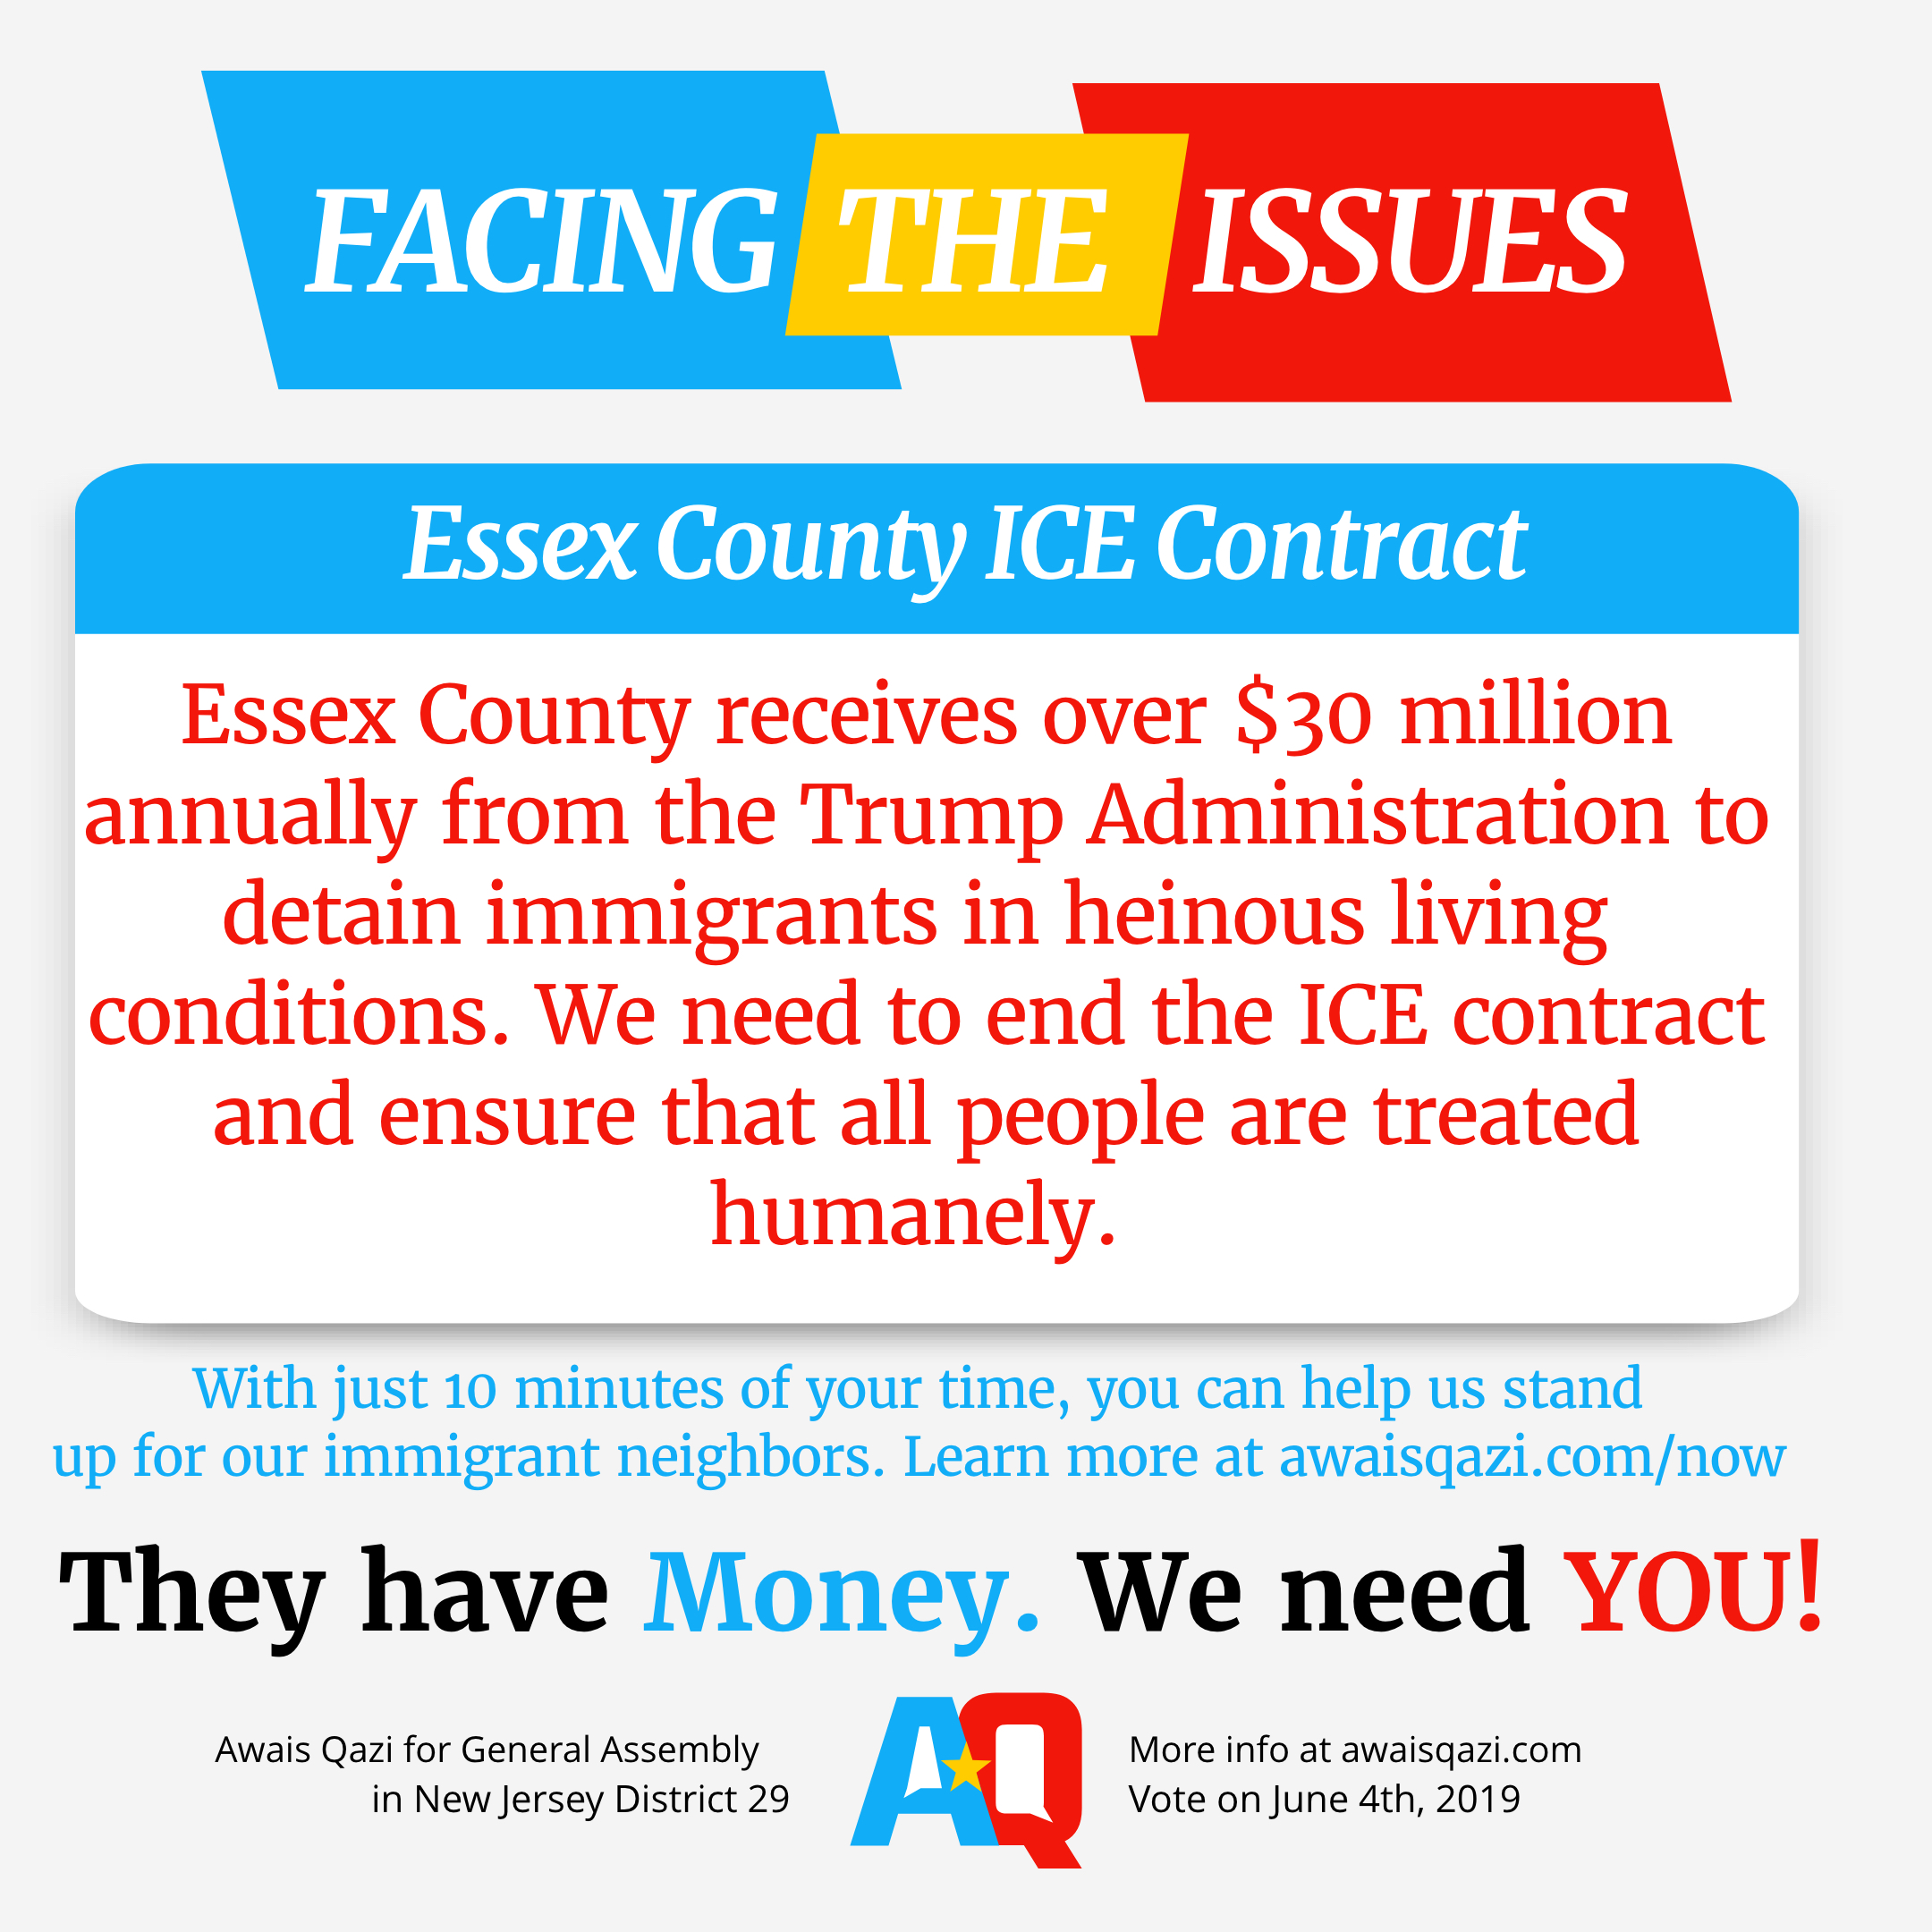 FACING THE ISSUES
Essex County ICE Contract
Essex County receives over $30 million
annually from the Trump Administration to
detain immigrants in heinous living
conditions. We need to end the ICE contract
and ensure that all people are treated
humanely.
With just 10 minutes of your time, you can help us stand
up for our immigrant neighbors. Learn more at awaisqazi.com/now
They have Money. We need YOU!
Awais Qazi for General Assembly
in New Jersey District 29
AQ
More info at awaisqazi.com
Vote on June 4th, 2019